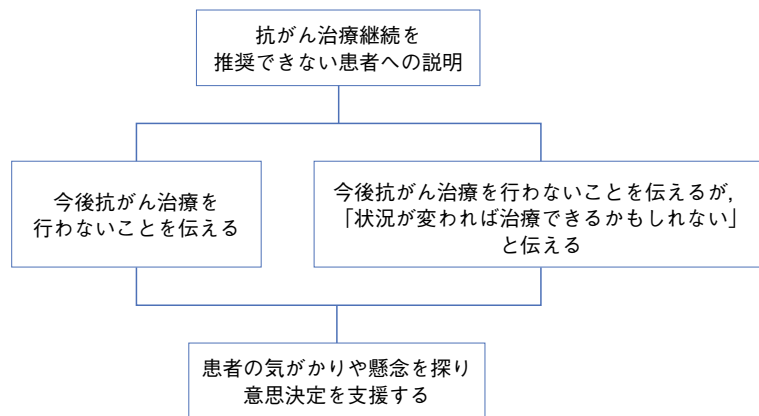 抗がん治療継続を
推奨できない患者への説明
今後抗がん治療を
行わないことを伝える
今後抗がん治療を行わないことを伝えるが，
「状況が変われば治療できるかもしれない」
と伝える
患者の気がかりや懸念を探り
意思決定を支援する